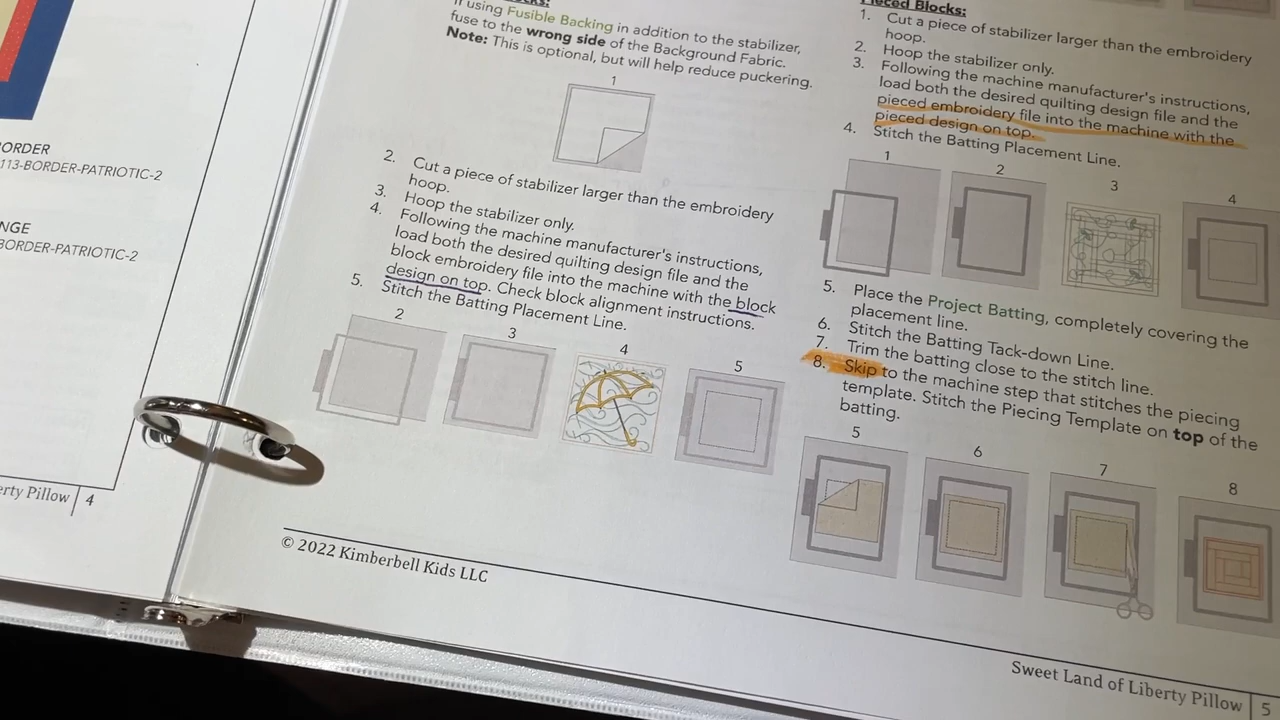 ORDER
113-BORDER-PATRIOTIC-2
NGE
BORDER-PATRIOTIC-2
erty Pillow | 4
If using Fusible Backing in addition to the stabilizer,
fuse to the wrong side of the Background Fabric.
Note: This is optional, but will help reduce puckering.
1
2. Cut a piece of stabilizer larger than the embroidery
hoop.
3. Hoop the stabilizer only.
4. Following the machine manufacturer's instructions,
load both the desired quilting design file and the
block embroidery file into the machine with the block
design on top. Check block alignment instructions.
5. Stitch the Batting Placement Line.
2
3
4
5
© 2022 Kimberbell Kids LLC
Pieced Blocks:
1. Cut a piece of stabilizer larger than the embroidery
hoop.
2. Hoop the stabilizer only.
3. Following the machine manufacturer's instructions,
load both the desired quilting design file and the
pieced embroidery file into the machine with the
pieced design on top.
4. Stitch the Batting Placement Line.
1
2
3
4
5. Place the Project Batting, completely covering the
placement line.
6. Stitch the Batting Tack-down Line.
7. Trim the batting close to the stitch line.
8. Skip to the machine step that stitches the piecing
template. Stitch the Piecing Template on top of the
batting.
5
6
7
8
Sweet Land of Liberty Pillow | 5